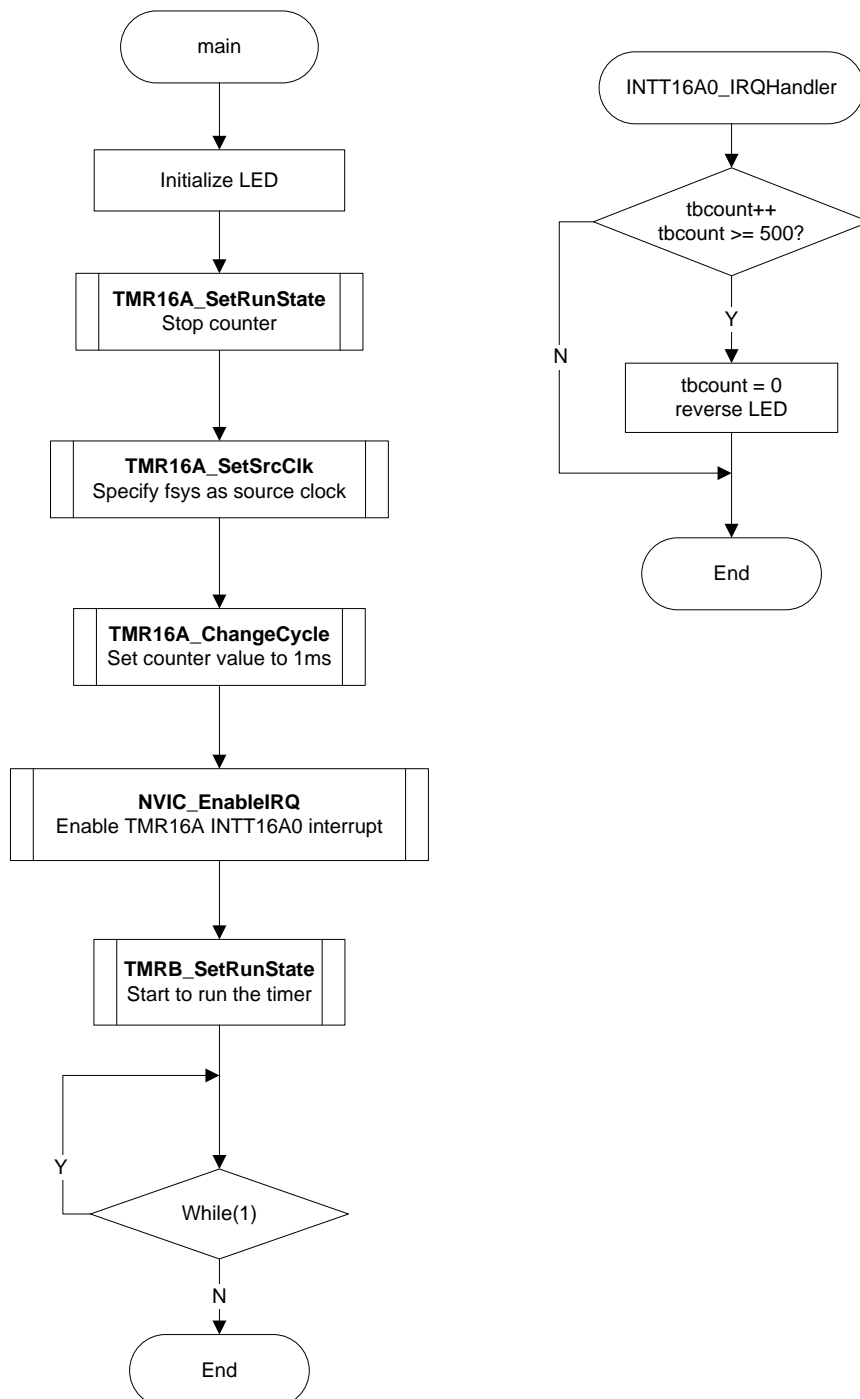 main
Initialize LED
TMR16A_SetRunState
Stop counter
TMR16A_SetSrcClk
Specify fsys as source clock
TMR16A_ChangeCycle
Set counter value to 1ms
NVIC_EnableIRQ
Enable TMR16A INTT16A0 interrupt
TMRB_SetRunState
Start to run the timer
Y
While(1)
N
End
INTT16A0_IRQHandler
tbcount++
tbcount >= 500?
Y
N
tbcount = 0
reverse LED
End